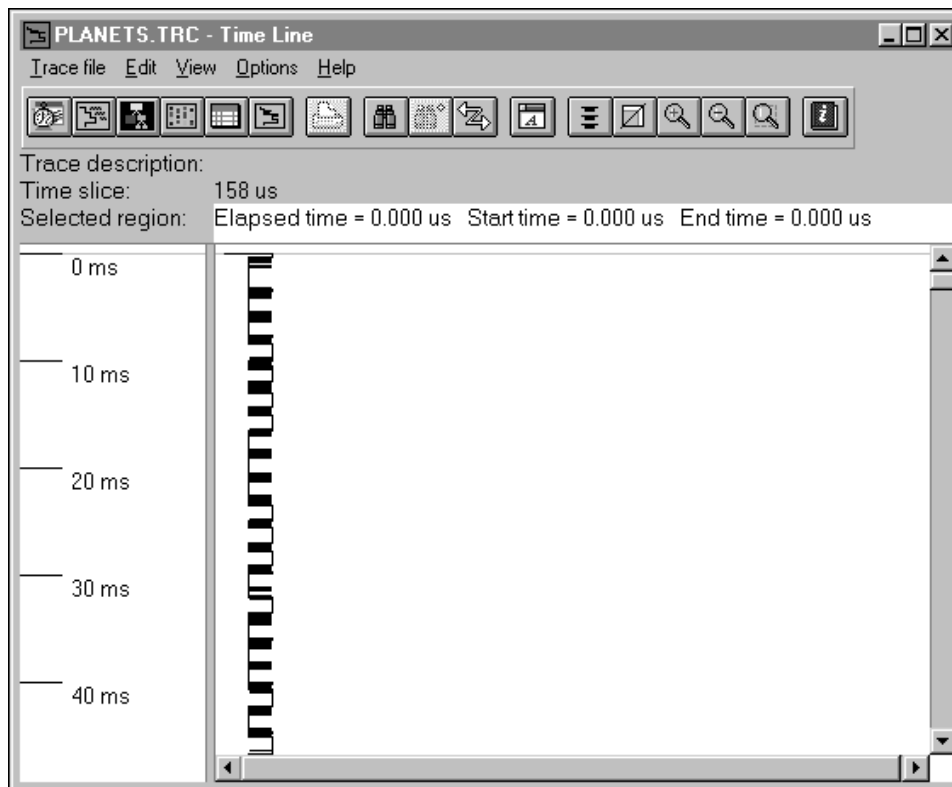 PLANETS.TRC - Time Line
Trace file Edit View Options Help
Trace description:
Time slice: 158 us
Selected region: Elapsed time = 0.000 us Start time = 0.000 us End time = 0.000 us
0 ms
10 ms
20 ms
30 ms
40 ms